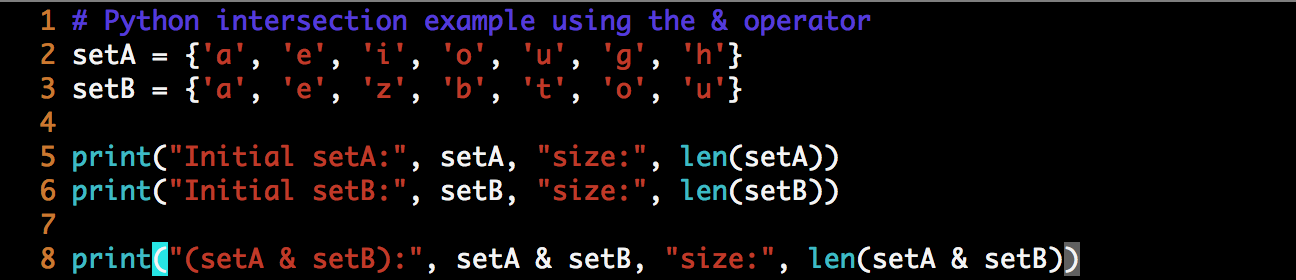 1 # Python intersection example using the & operator
2 setA = {'a', 'e', 'i', 'o', 'u', 'g', 'h'}
3 setB = {'a', 'e', 'z', 'b', 't', 'o', 'u'}
4
5 print("Initial setA:", setA, "size:", len(setA))
6 print("Initial setB:", setB, "size:", len(setB))
7
8 print("(setA & setB):", setA & setB, "size:", len(setA & setB))